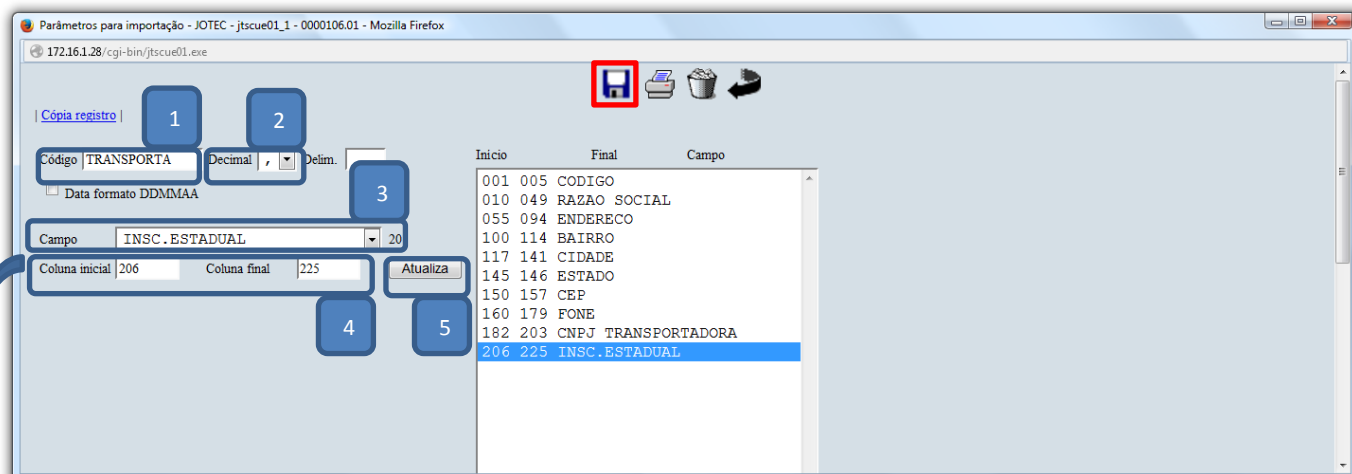 Parâmetros para importação - JOTEC - jtscue01_1 - 0000106.01 - Mozilla Firefox
172.16.1.28/cgi-bin/jtscue01.exe
| Cópia registro |
1
2
Código TRANSPORTA Decimal , Delim.
Data formato DDMMAA
3
Campo INSC.ESTADUAL 20
Coluna inicial 206 Coluna final 225 Atualiza
4
5
Inicio Final Campo
001 005 CODIGO
010 049 RAZAO SOCIAL
055 094 ENDERECO
100 114 BAIRRO
117 141 CIDADE
145 146 ESTADO
150 157 CEP
160 179 FONE
182 203 CNPJ TRANSPORTADORA
206 225 INSC.ESTADUAL